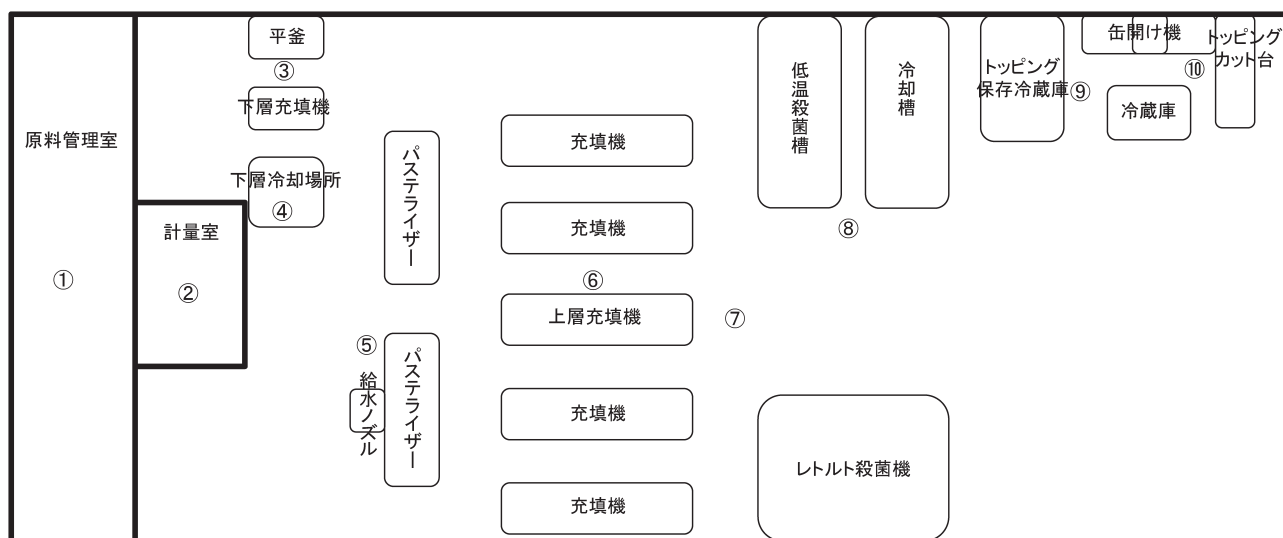 原料管理室
①
計量室
②
平釜
③
下層充填機
下層冷却場所
④
パステライザー
⑤
給水ノズル
パステライザー
充填機
充填機
⑥
上層充填機
充填機
充填機
⑦
低温殺菌槽
冷却槽
⑧
レトルト殺菌機
トッピング
保存冷蔵庫
⑨
缶開け機
⑩
冷蔵庫
トッピング
カット台